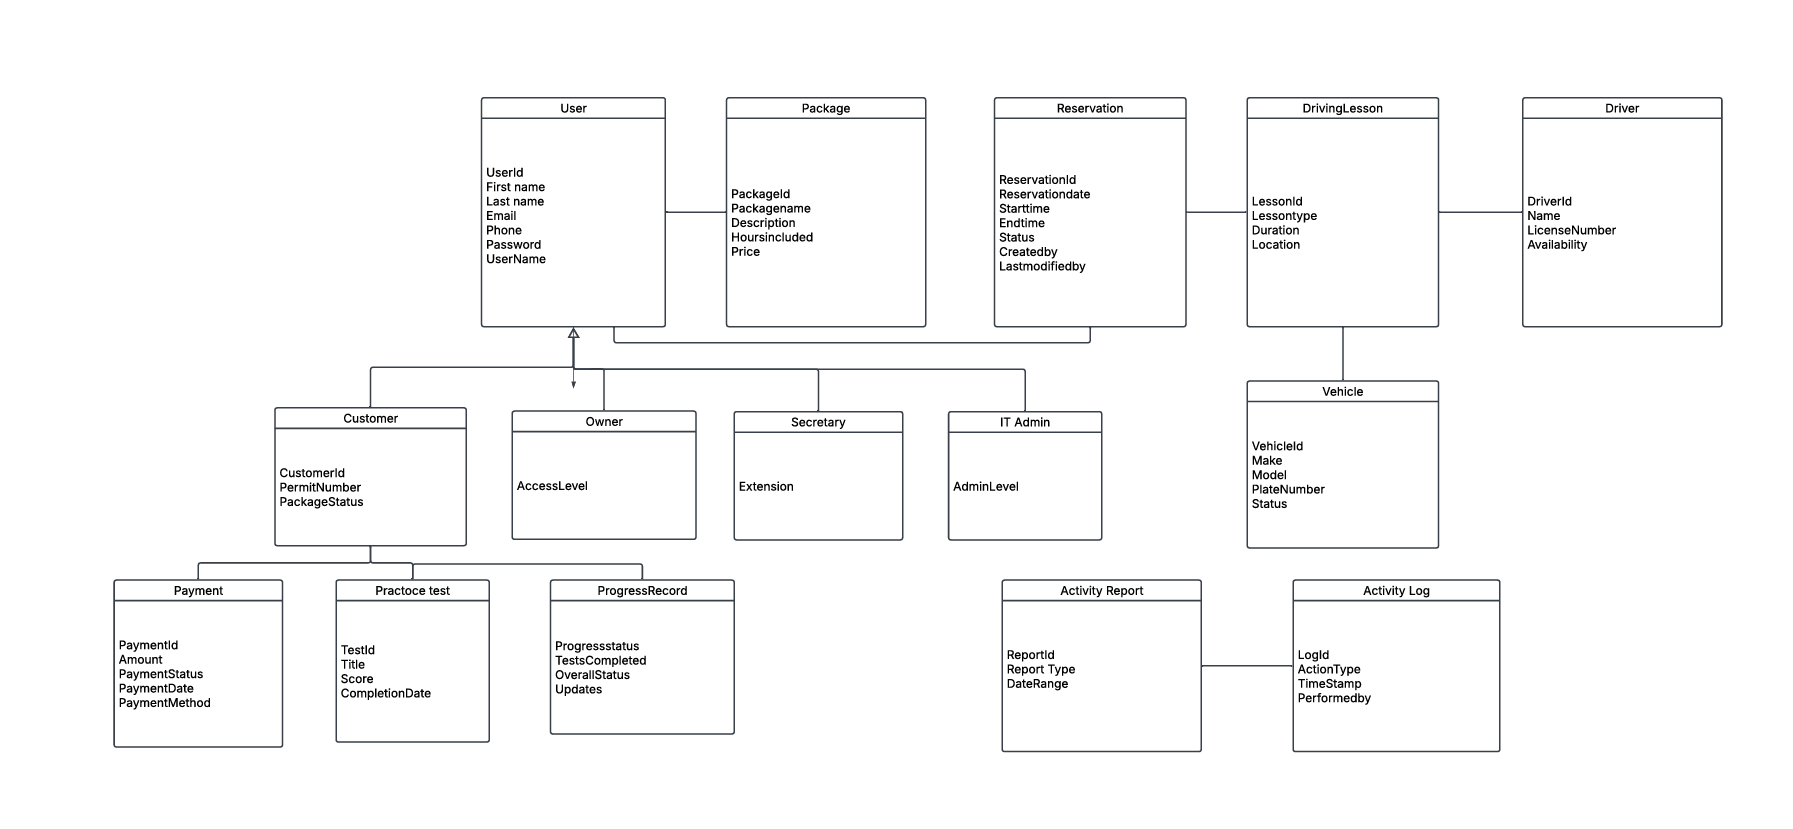 User
UserId
First name
Last name
Email
Phone
Password
UserName
Package
PackageId
Packagename
Description
Hoursincluded
Price
Reservation
ReservationId
Reservationdate
Starttime
Endtime
Status
Createdby
Lastmodifiedby
DrivingLesson
LessonId
Lessontype
Duration
Location
Driver
DriverId
Name
LicenseNumber
Availability
Customer
CustomerId
PermitNumber
PackageStatus
Owner
AccessLevel
Secretary
Extension
IT Admin
AdminLevel
Vehicle
VehicleId
Make
Model
PlateNumber
Status
Payment
PaymentId
Amount
PaymentStatus
PaymentDate
PaymentMethod
Practoce test
TestId
Title
Score
CompletionDate
ProgressRecord
Progressstatus
TestsCompleted
OverallStatus
Updates
Activity Report
ReportId
Report Type
DateRange
Activity Log
LogId
ActionType
TimeStamp
Performedby